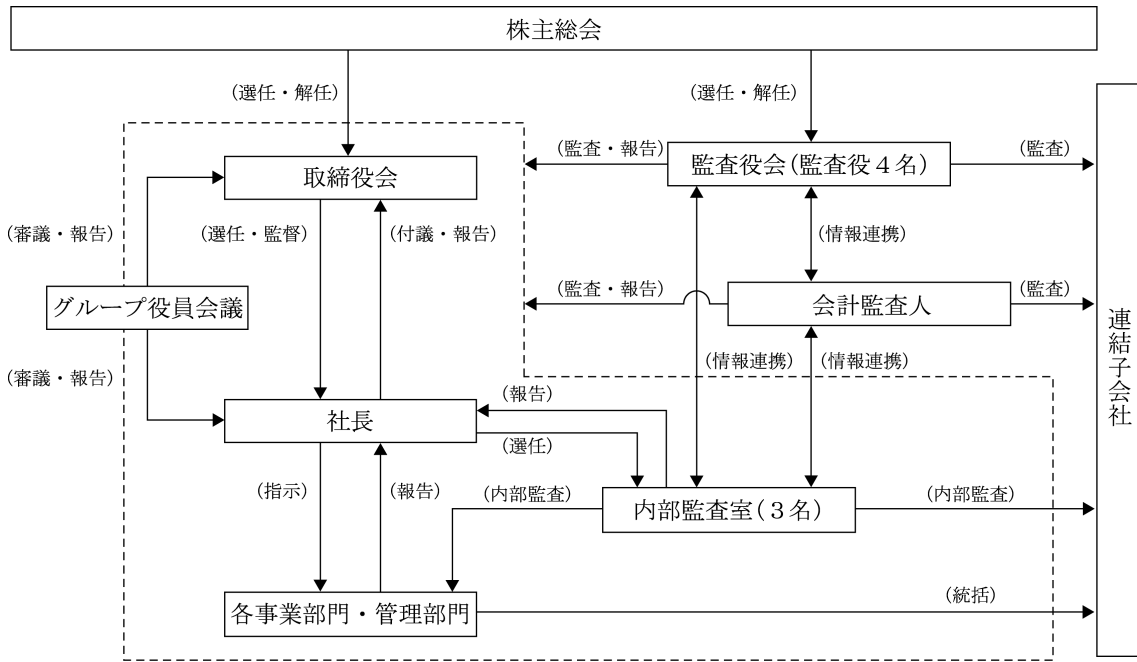 株主総会
(選任・解任)
(選任・解任)
(監査・報告)
監査役会(監査役4名)
(監査)
取締役会
(審議・報告)
(選任・監督)
(付議・報告)
(情報連携)
グループ役員会議
(監査・報告)
会計監査人
(監査)
連結子会社
(審議・報告)
(情報連携)
(情報連携)
(報告)
社長
(選任)
(指示)
(報告)
(内部監査)
内部監査室(3名)
(内部監査)
各事業部門・管理部門
(統括)